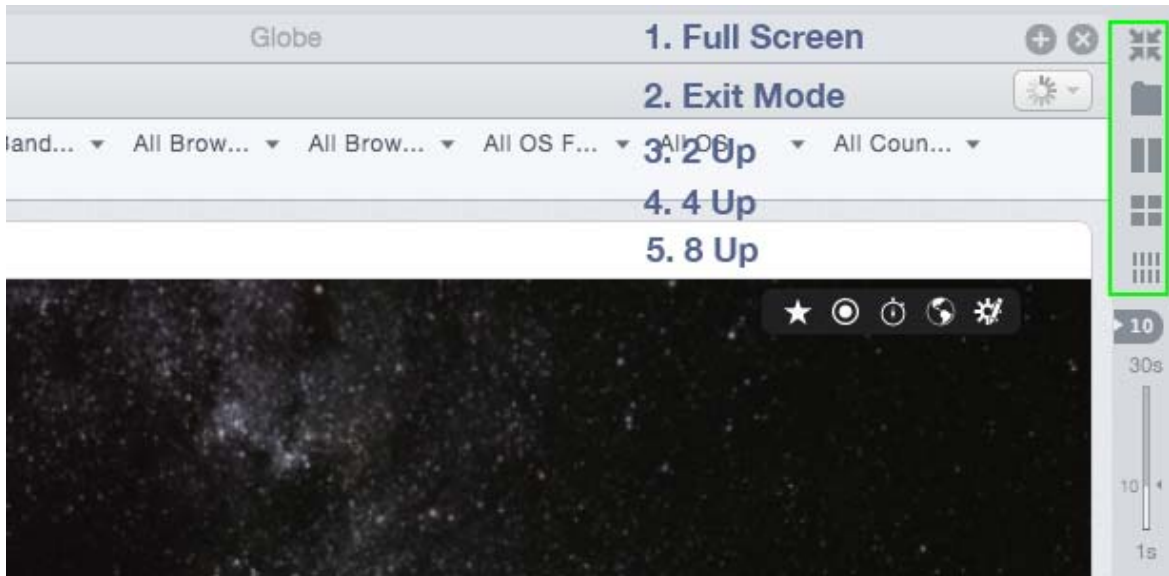 Globe
1. Full Screen
2. Exit Mode
Band... All Brow... All Brow... All OS F... All OS All Coun...
3. 2 Up
4. 4 Up
5. 8 Up
10
30s
10
1s